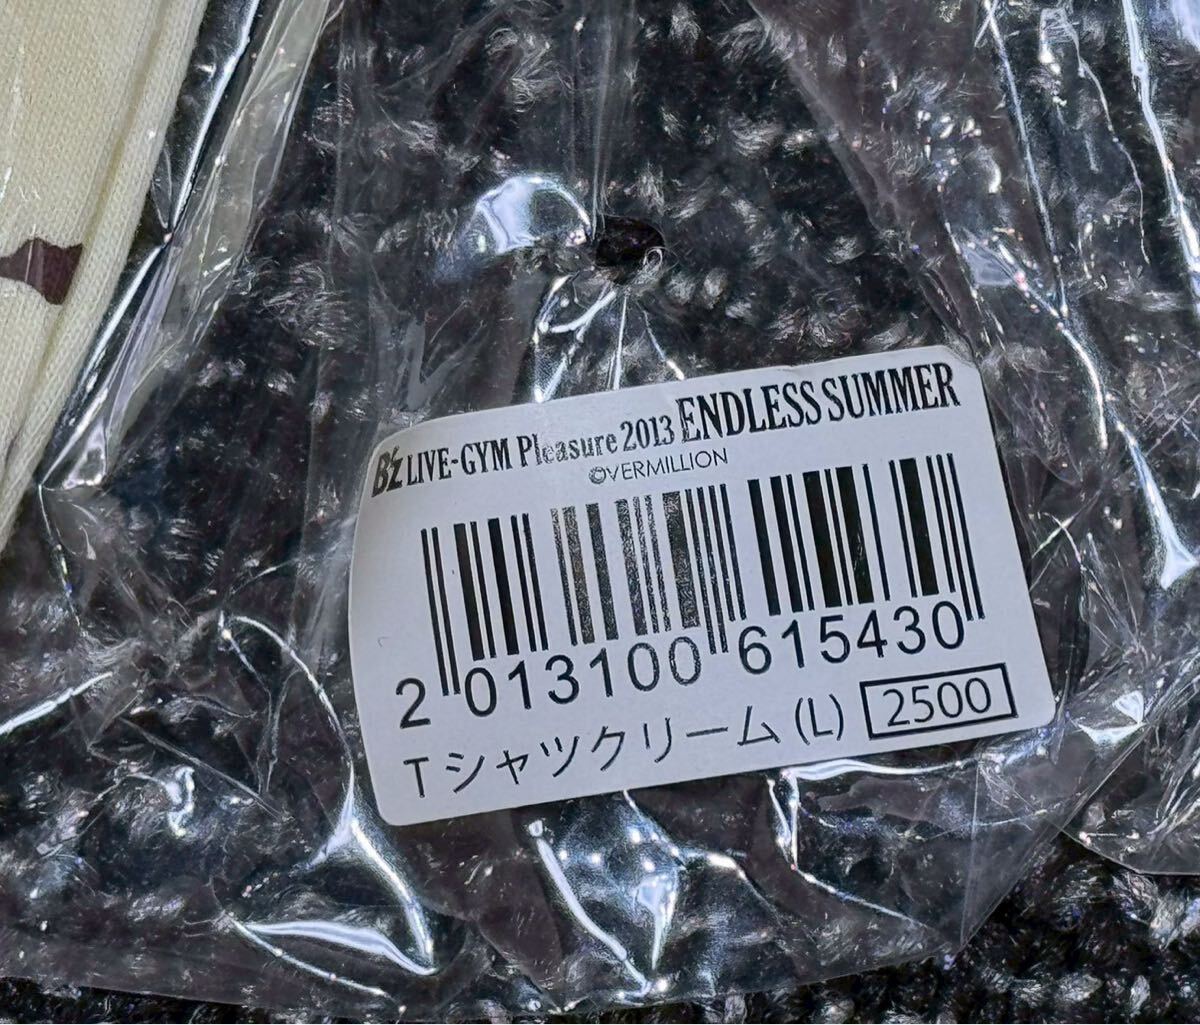 B'z LIVE-GYM Pleasure 2013 ENDLESS SUMMER
©VERMILLION
2 013100 615430
Tシャツクリーム(L) 2500